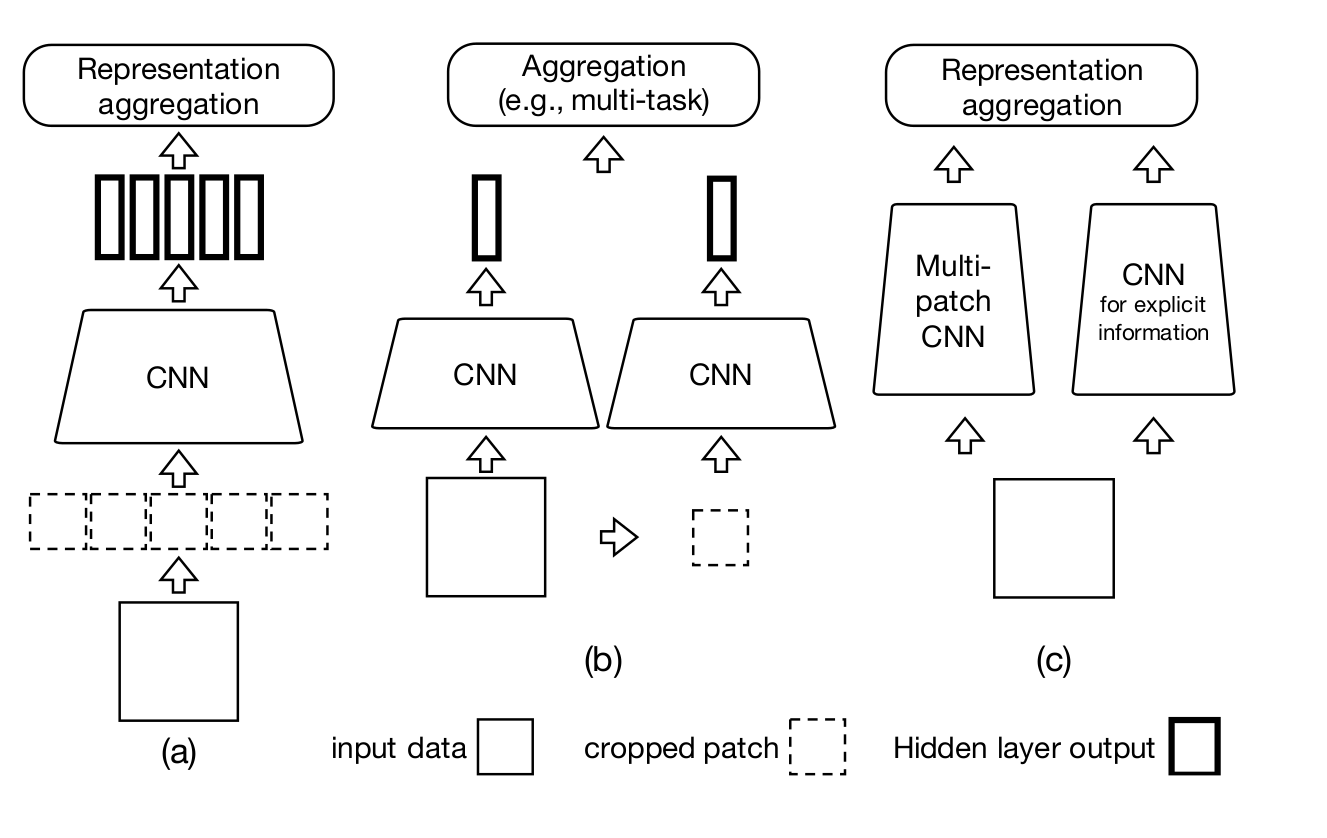 Representation
aggregation
CNN
(a)
Aggregation
(e.g., multi-task)
CNN
CNN
(b)
Representation
aggregation
Multi-
patch
CNN
CNN
for explicit
information
(c)
input data
cropped patch
Hidden layer output